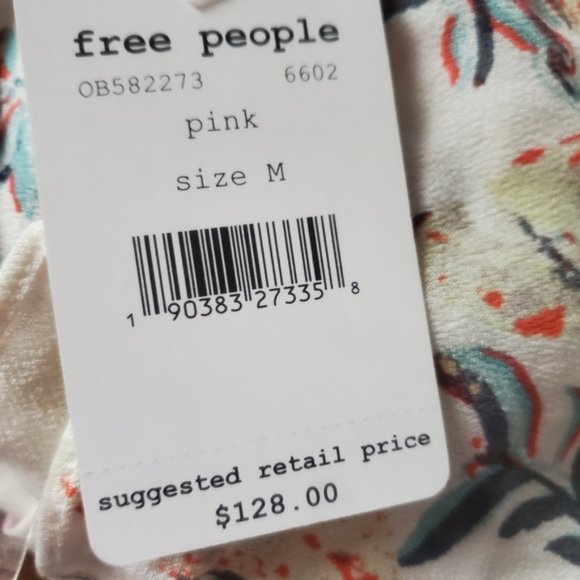 free people
OB582273 6602
pink
size M
1 90383 27335 8
suggested retail price
$128.00